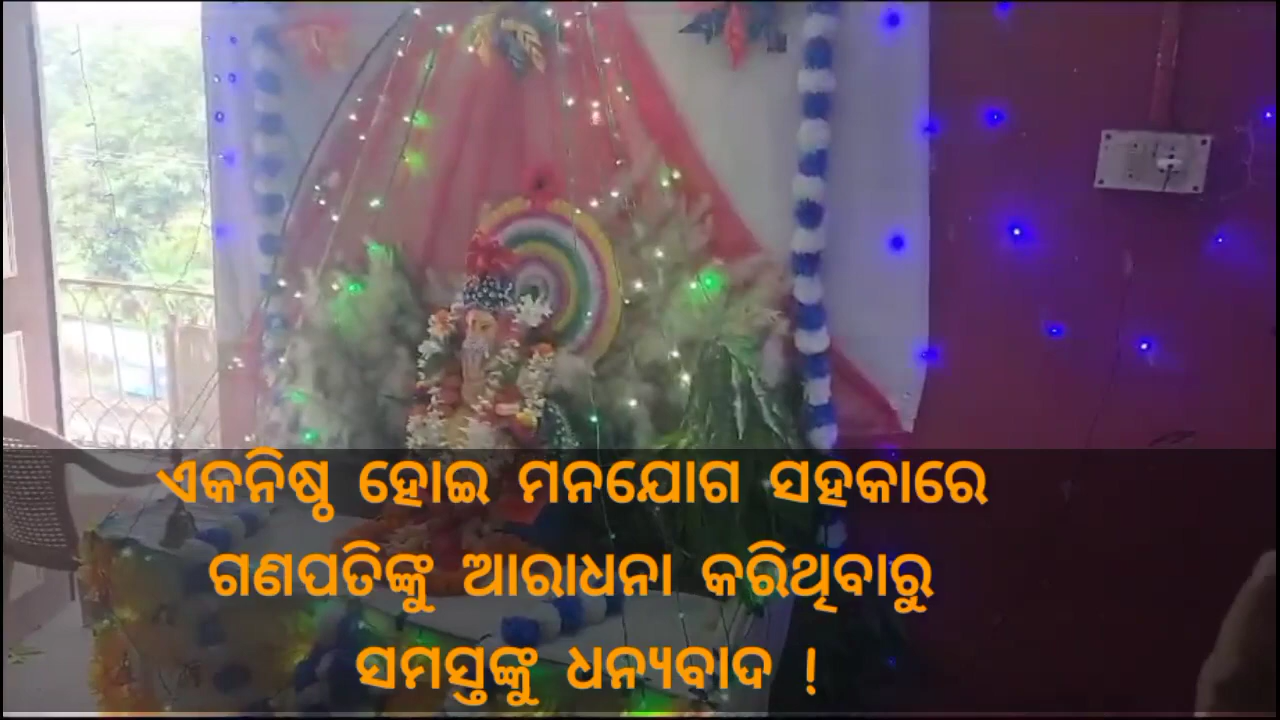 ଏକନିଷ୍ଠ ହୋଇ ମନଯୋଗ ସହକାରେ
ଗଣପତିଙ୍କୁ ଆରାଧନା କରିଥିବାରୁ
ସମସ୍ତଙ୍କୁ ଧନ୍ୟବାଦ !